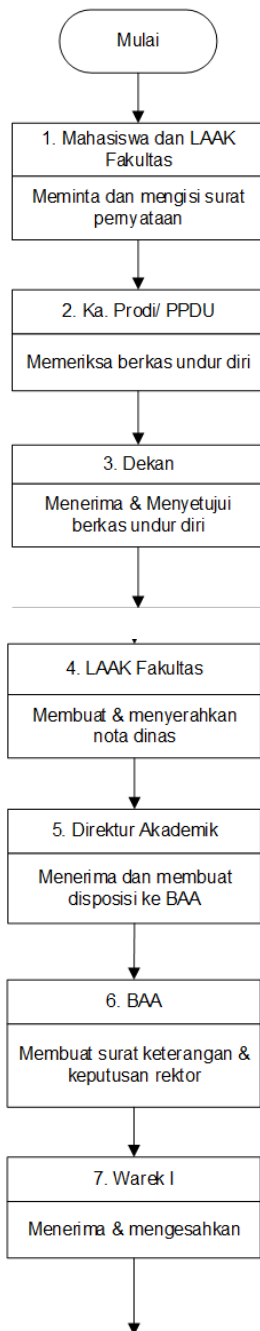 Mulai
1. Mahasiswa dan LAAK
Fakultas
Meminta dan mengisi surat
pernyataan
2. Ka. Prodi/ PPDU
Memeriksa berkas undur diri
3. Dekan
Menerima & Menyetujui
berkas undur diri
4. LAAK Fakultas
Membuat & menyerahkan
nota dinas
5. Direktur Akademik
Menerima dan membuat
disposisi ke BAA
6. BAA
Membuat surat keterangan &
keputusan rektor
7. Warek I
Menerima & mengesahkan